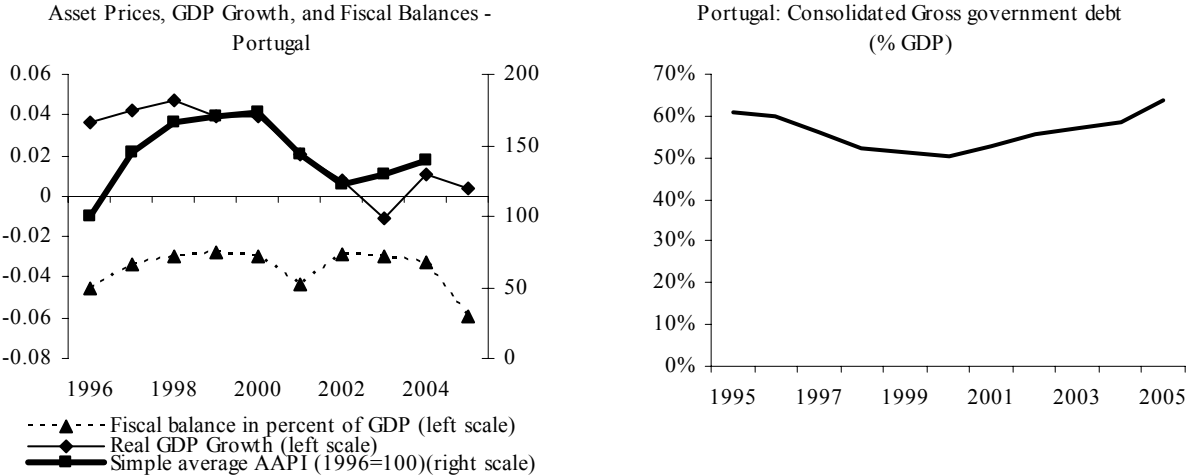 Asset Prices, GDP Growth, and Fiscal Balances -
Portugal
0.06
0.04
0.02
0
-0.02
-0.04
-0.06
-0.08
200
150
100
50
0
1996 1998 2000 2002 2004
Fiscal balance in percent of GDP (left scale)
Real GDP Growth (left scale)
Simple average AAPI (1996=100)(right scale)
Portugal: Consolidated Gross government debt
(% GDP)
70%
60%
50%
40%
30%
20%
10%
0%
1995 1997 1999 2001 2003 2005